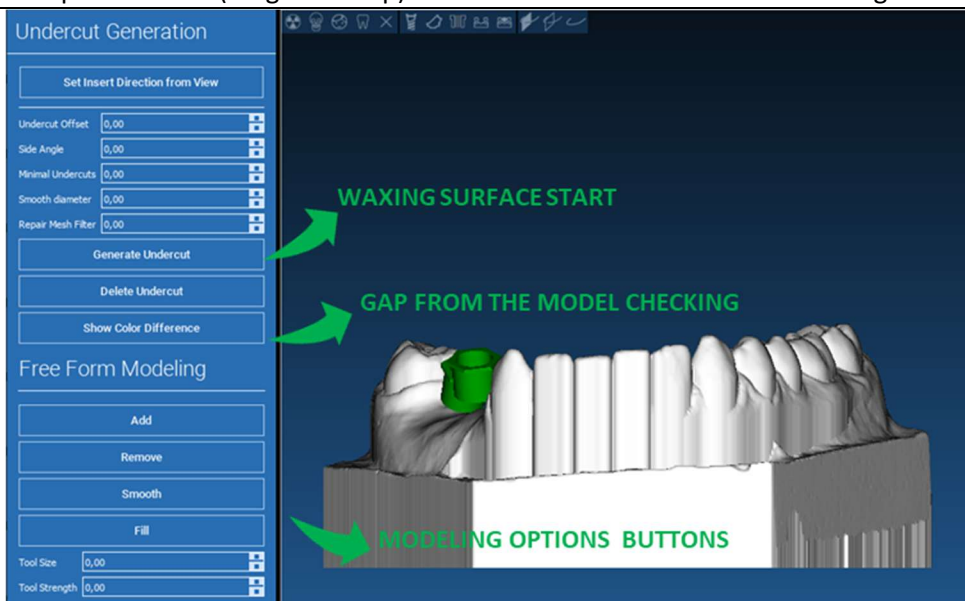 Undercut Generation
Set Insert Direction from View
Undercut Offset 0,00
Side Angle 0,00
Minimal Undercuts 0,00
Smooth diameter 0,00
Repair Mesh Filter 0,00
Generate Undercut
Delete Undercut
Show Color Difference
Free Form Modeling
Add
Remove
Smooth
Fill
Tool Size 0,00
Tool Strength 0,00
WAXING SURFACE START
GAP FROM THE MODEL CHECKING
MODELING OPTIONS BUTTONS